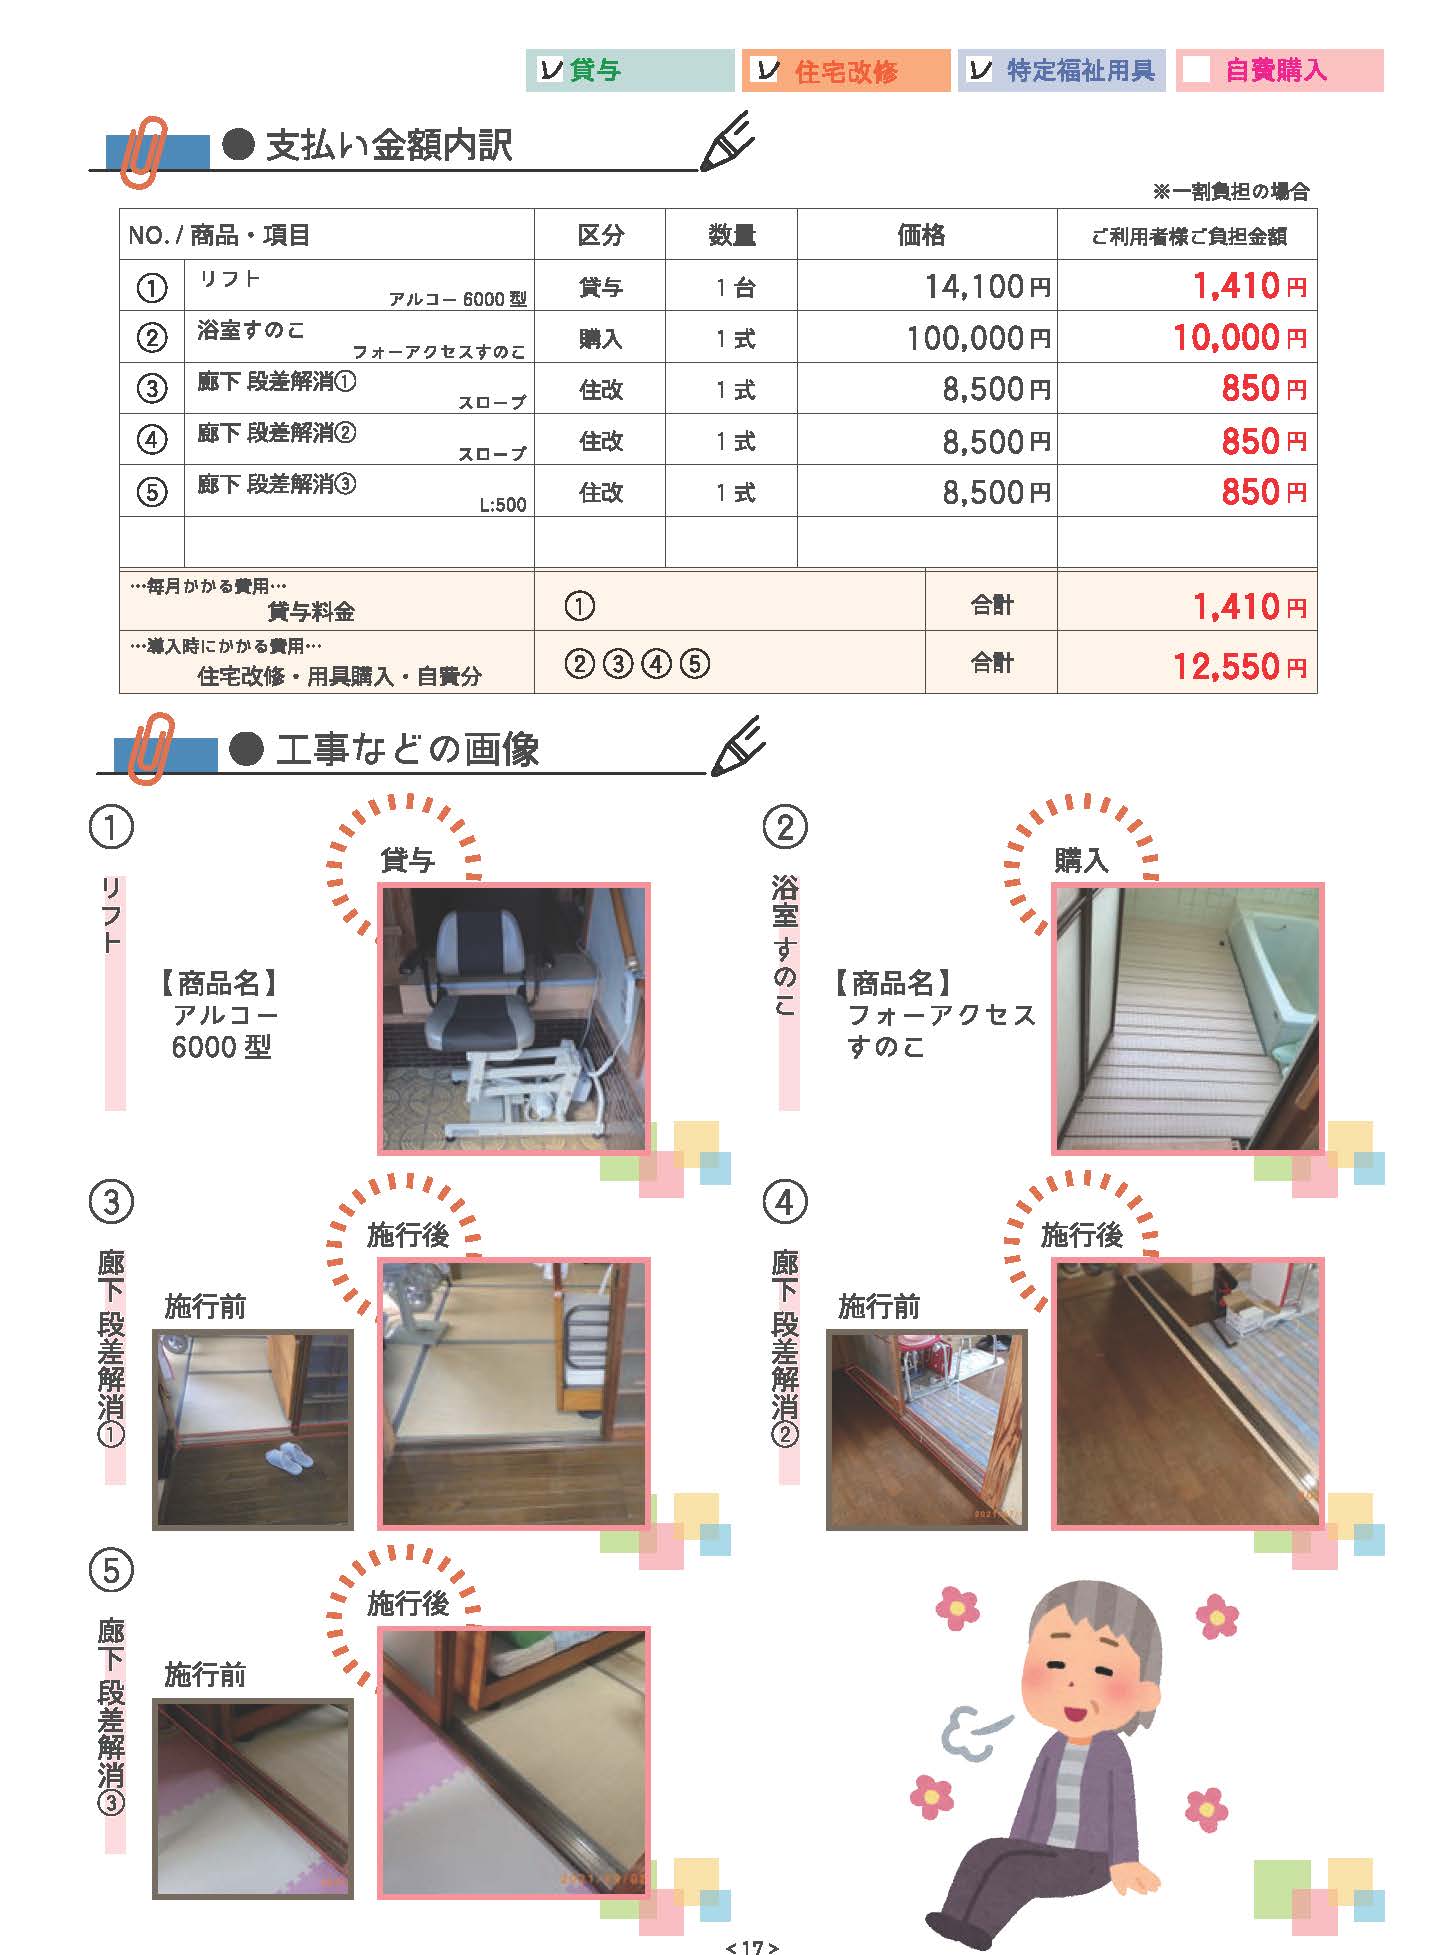 貸与 住宅改修 特定福祉用具 自費購入
● 支払い金額内訳
※一割負担の場合
NO. / 商品・項目 区分 数量 価格 ご利用者様ご負担金額
① リフト アルコー 6000 型 貸与 1 台 14,100円 1,410円
② 浴室すのこ フォーアクセスすのこ 購入 1 式 100,000円 10,000円
③ 廊下 段差解消① スロープ 住改 1 式 8,500円 850円
④ 廊下 段差解消② スロープ 住改 1 式 8,500円 850円
⑤ 廊下 段差解消③ L:500 住改 1 式 8,500円 850円
…毎月かかる費用…
貸与料金 ① 合計 1,410円
…導入時にかかる費用…
住宅改修・用具購入・自費分 ②③④⑤ 合計 12,550円
● 工事などの画像
①
リフト
貸与
【商品名】
アルコー
6000 型
②
浴室すのこ
購入
【商品名】
フォーアクセス
すのこ
③
廊下 段差解消①
施行前
施行後
④
廊下 段差解消②
施行前
施行後
⑤
廊下 段差解消③
施行前
施行後
<17>